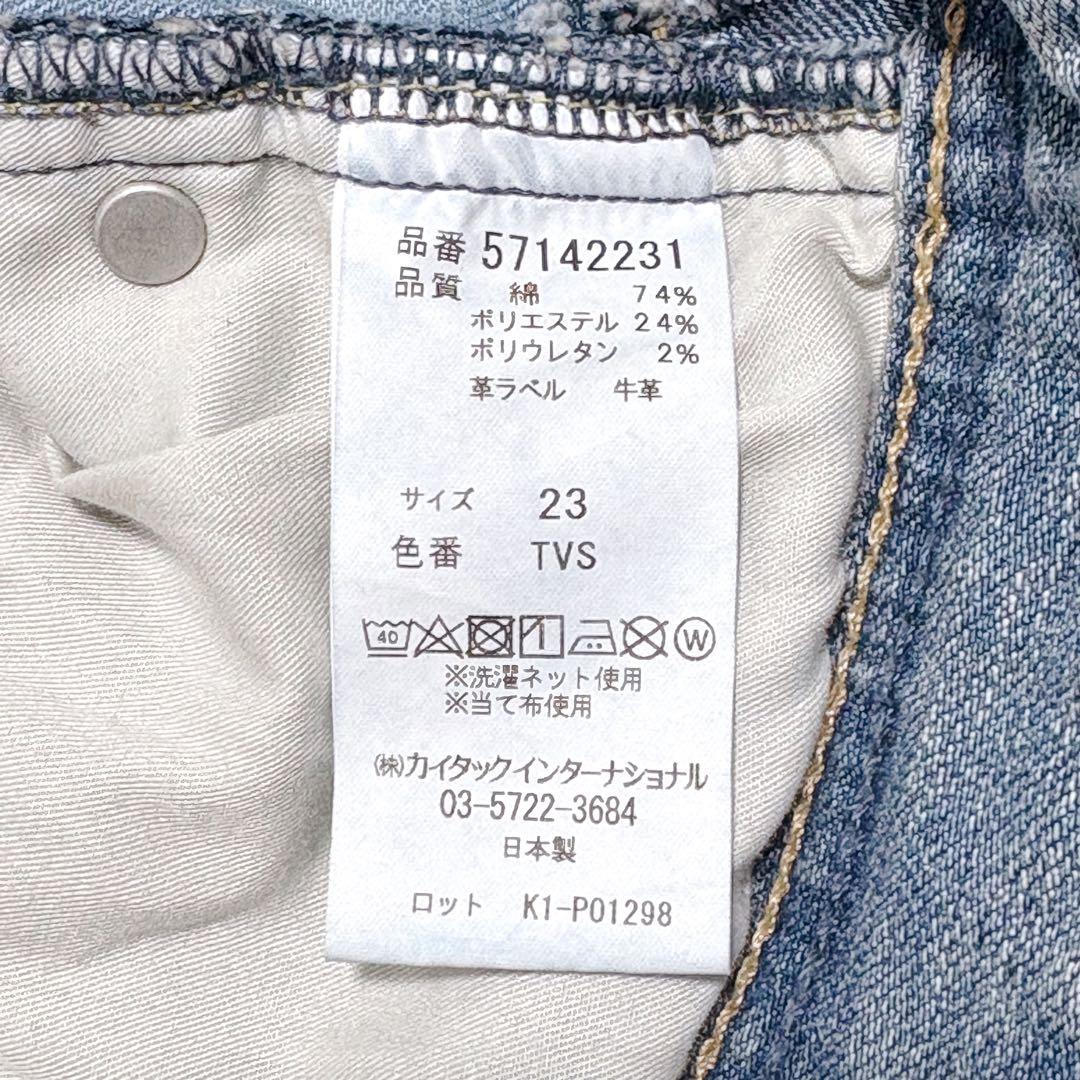 品番 57142231
品質 綿 74%
ポリエステル 24%
ポリウレタン 2%
革ラベル 牛革
サイズ 23
色番 TVS
40 W
※洗濯ネット使用
※当て布使用
㈱カイタックインターナショナル
03-5722-3684
日本製
ロット K1-P01298